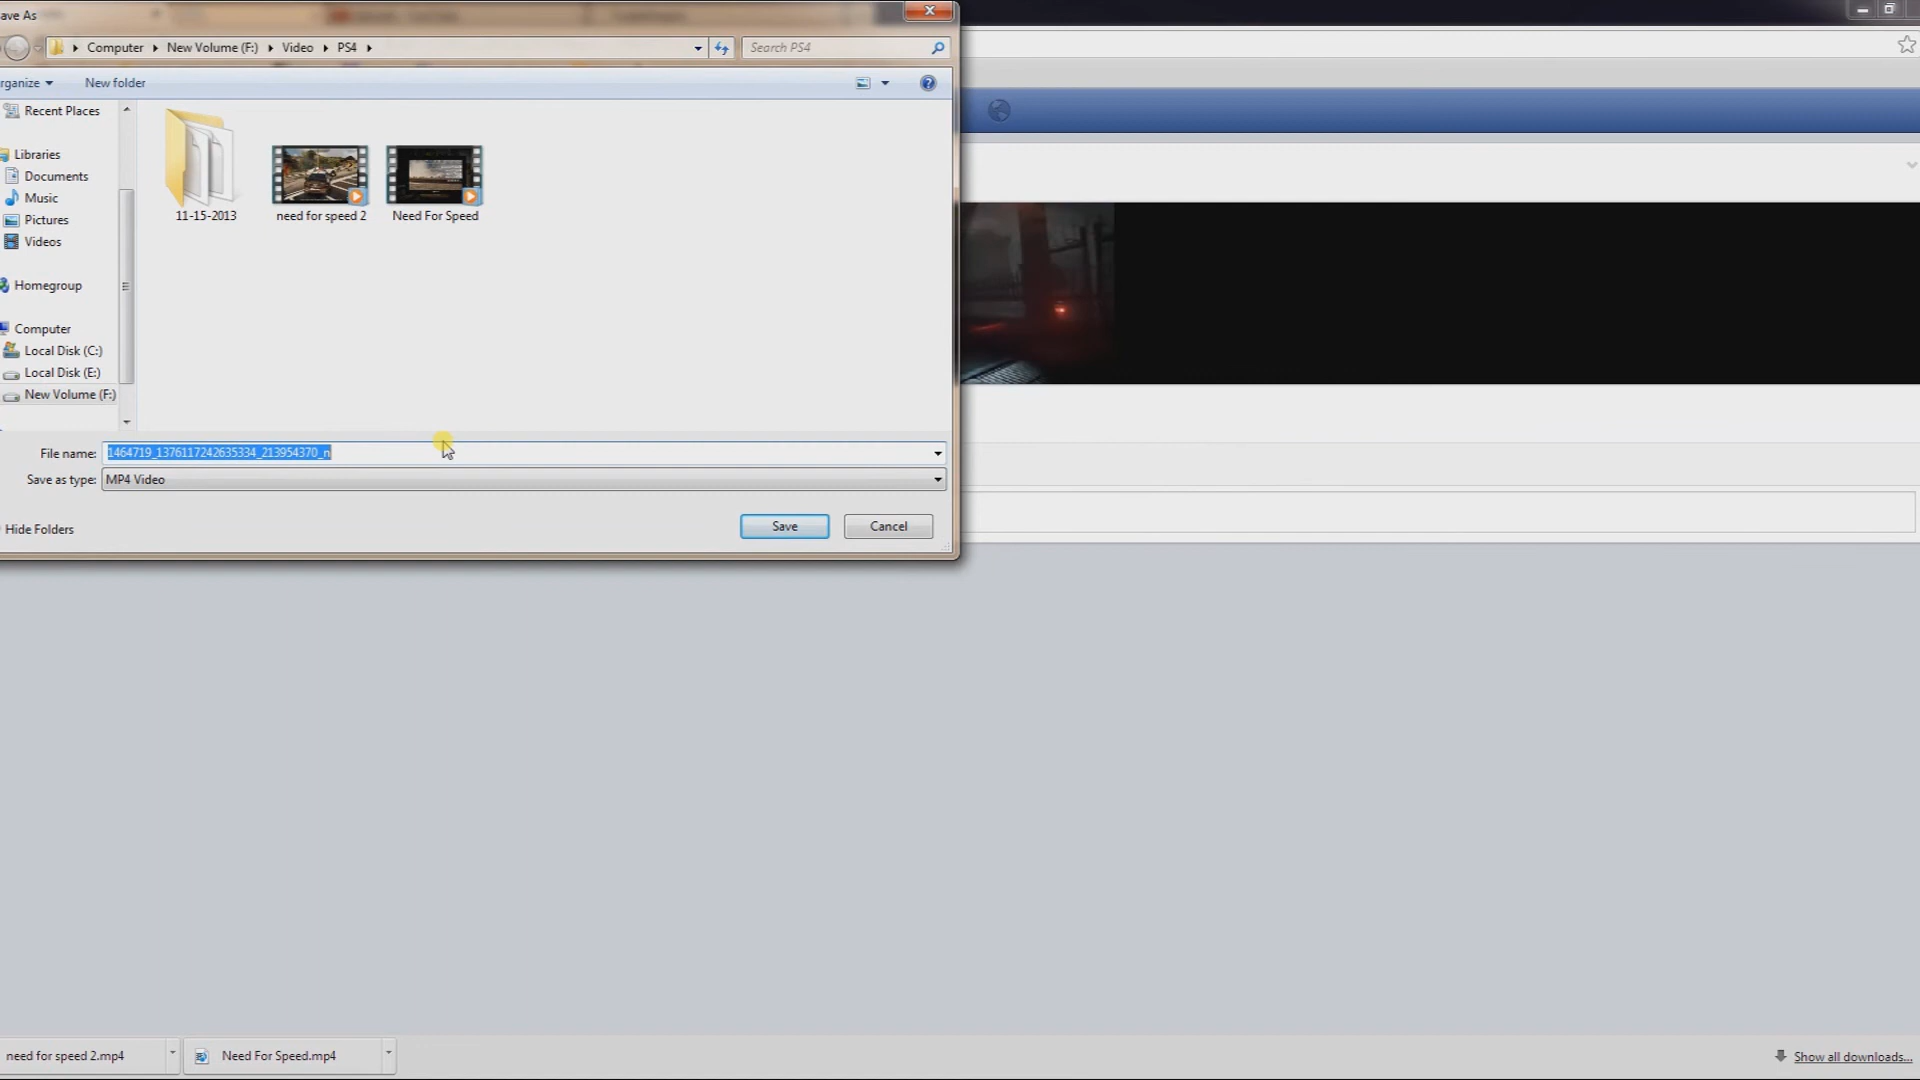 ave As
Computer New Volume (F:) Video PS4
Search PS4
rganize New folder
Recent Places
Libraries
Documents
Music
Pictures
Videos
Homegroup
Computer
Local Disk (C:)
Local Disk (E:)
New Volume (F:)
11-15-2013
need for speed 2
Need For Speed
File name: 1464719_1376117242635334_213954370_n
Save as type: MP4 Video
Hide Folders
Save Cancel
need for speed 2.mp4
Need For Speed.mp4
Show all downloads...